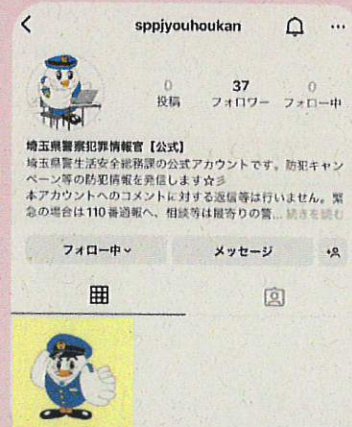 sppjyouhoukan
0 37 0
投稿 フォロワー フォロー中
埼玉県警察犯罪情報官【公式】
埼玉県警生活安全総務課の公式アカウントです。防犯キャン
ペーン等の防犯情報を発信します☆彡
本アカウントへのコメントに対する返信等は行いません。緊
急の場合は110番通報へ、相談等は最寄りの警... 続きを読む
フォロー中 メッセージ